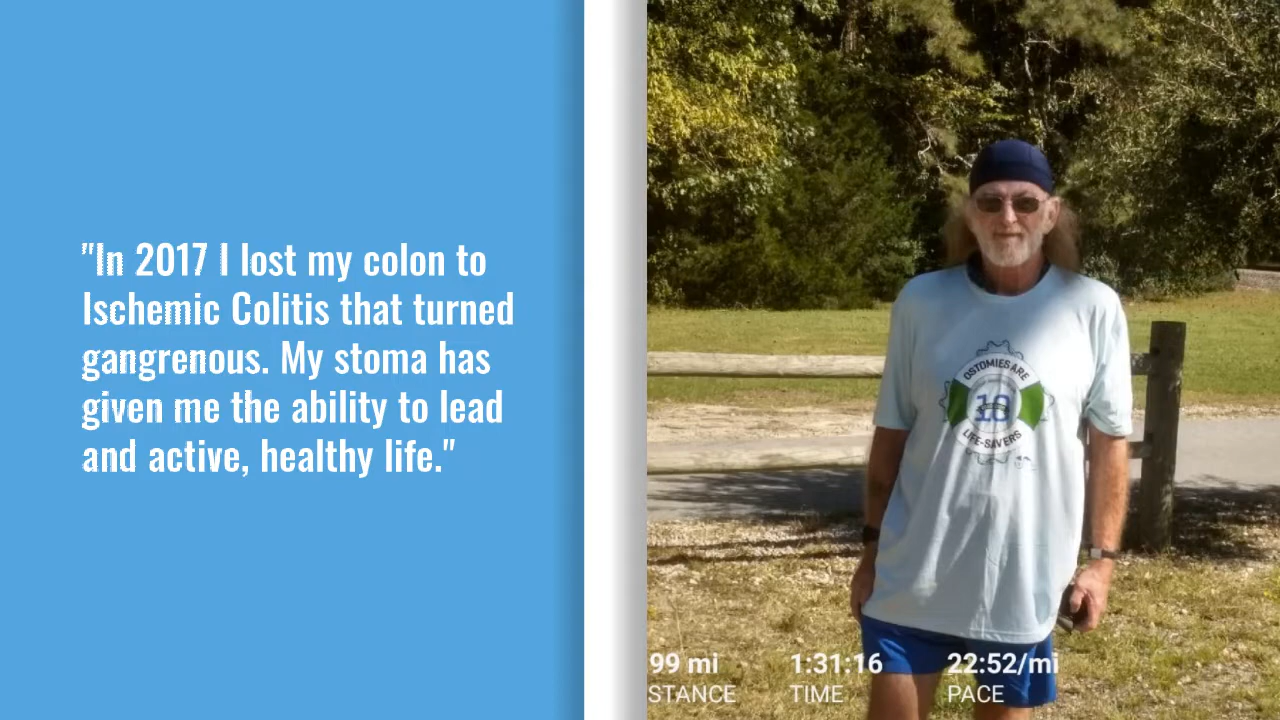 "In 2017 I lost my colon to
Ischemic Colitis that turned
gangrenous. My stoma has
given me the ability to lead
and active, healthy life."
OSTOMIES ARE
10
LIFE-SAVERS
99 mi
1:31:16
22:52/mi
STANCE
TIME
PACE